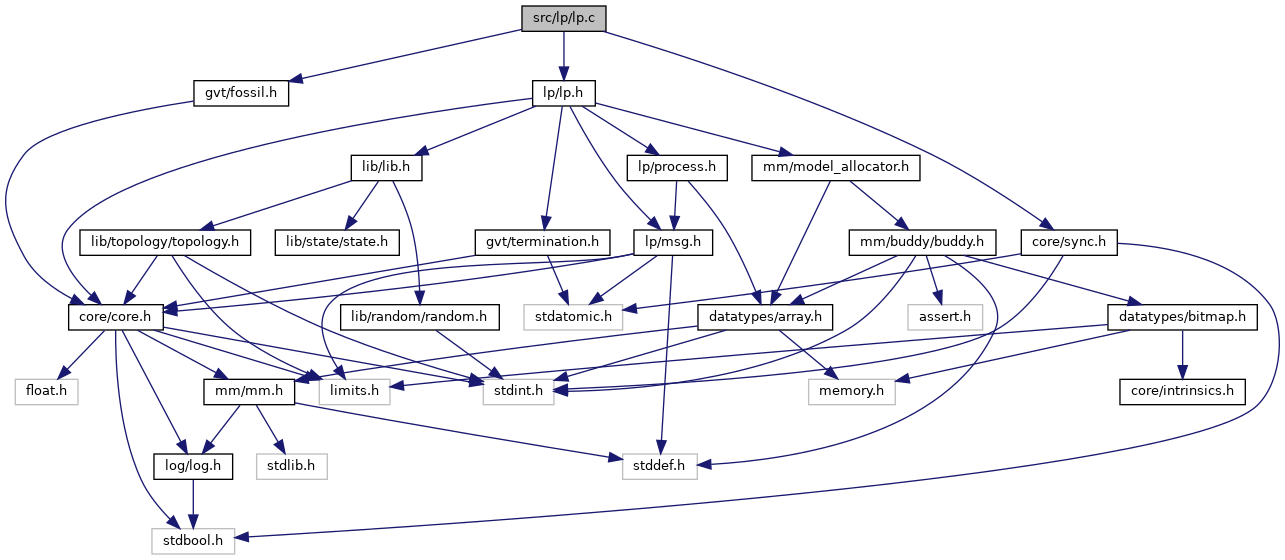 src/lp/lp.c
gvt/fossil.h
lp/lp.h
lib/lib.h
lp/process.h
mm/model_allocator.h
lib/topology/topology.h
lib/state/state.h
gvt/termination.h
lp/msg.h
mm/buddy/buddy.h
core/sync.h
core/core.h
lib/random/random.h
stdatomic.h
datatypes/array.h
assert.h
datatypes/bitmap.h
float.h
mm/mm.h
limits.h
stdint.h
memory.h
core/intrinsics.h
log/log.h
stdlib.h
stddef.h
stdbool.h